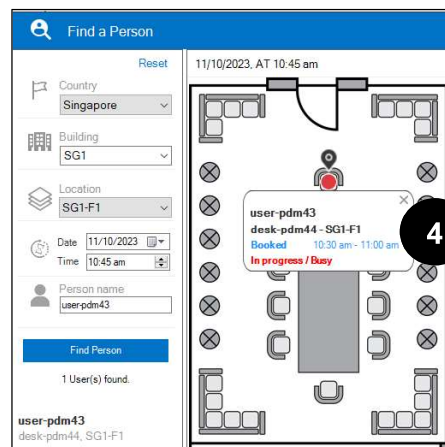 Find a Person
Reset
Country
Singapore
Building
SG1
Location
SG1-F1
Date 11/10/2023
Time 10:45 am
Person name
user-pdm43
Find Person
1 User(s) found.
user-pdm43
desk-pdm44, SG1-F1
11/10/2023, AT 10:45 am
user-pdm43
desk-pdm44 - SG1-F1
Booked 10:30 am - 11:00 am
In progress / Busy
4